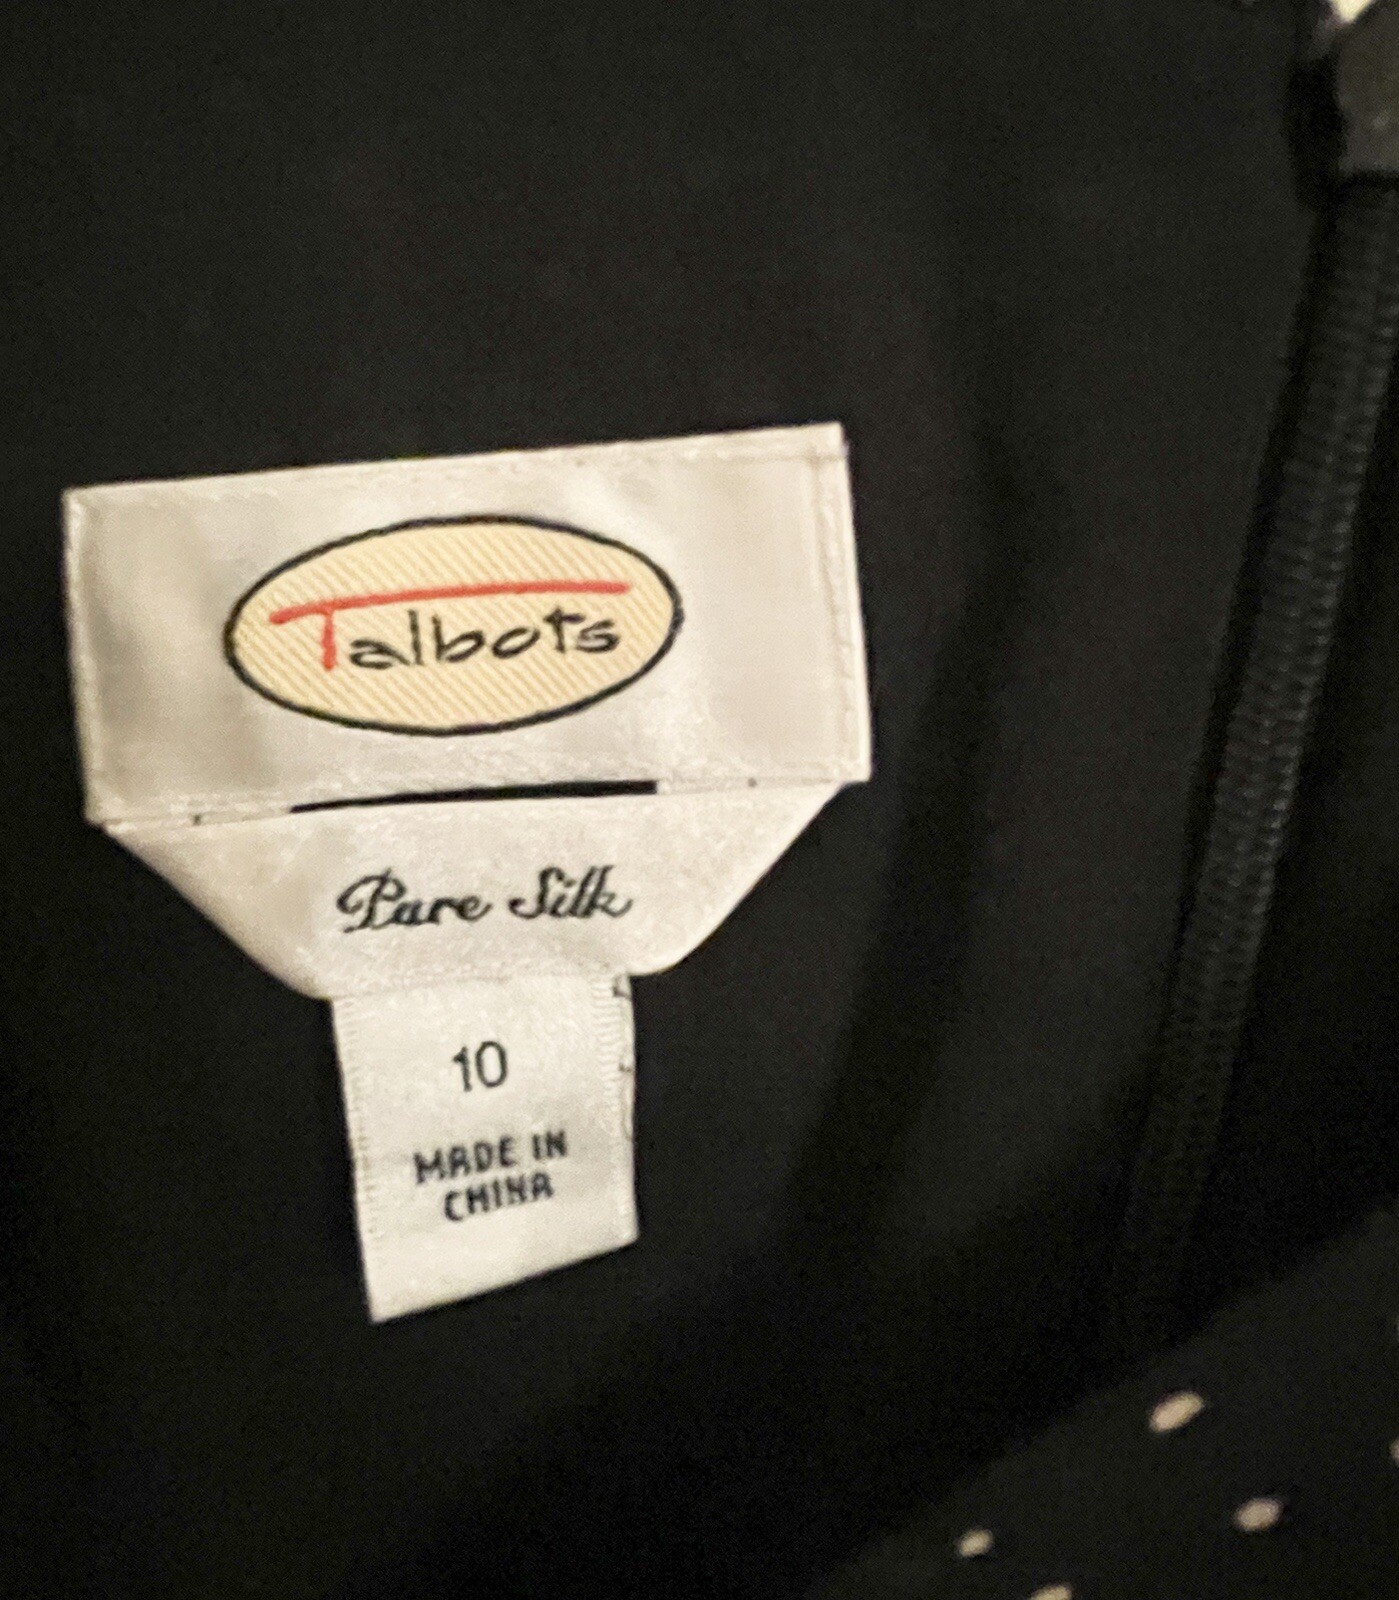 Talbots
Pure Silk
10
MADE IN
CHINA